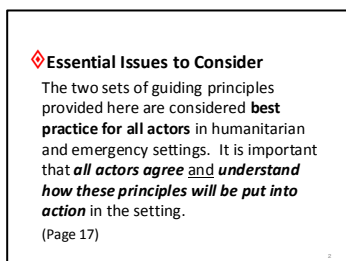 Essential Issues to Consider
The two sets of guiding principles
provided here are considered best
practice for all actors in humanitarian
and emergency settings. It is important
that all actors agree and understand
how these principles will be put into
action in the setting.
(Page 17)
2